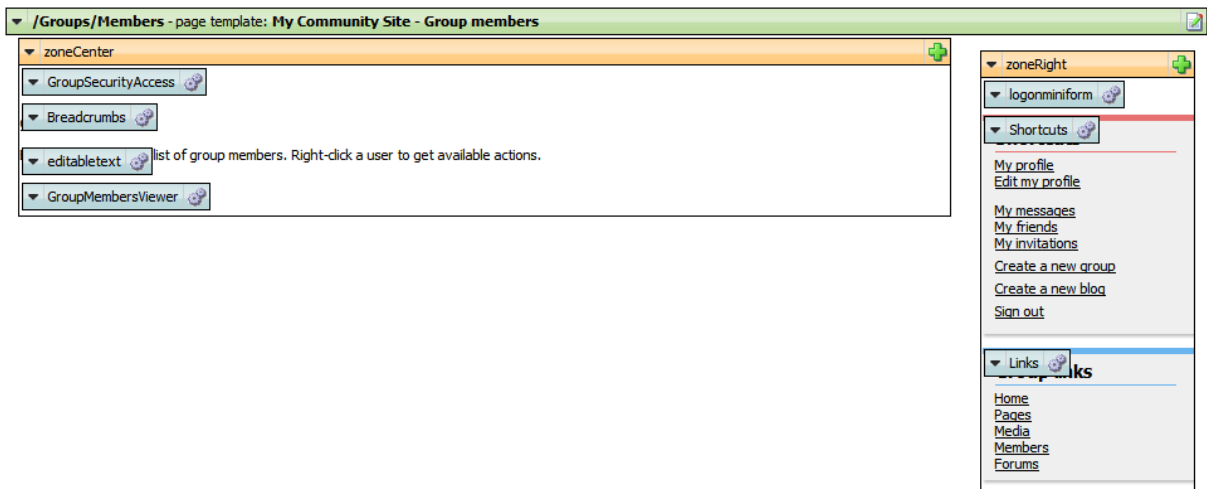 /Groups/Members - page template: My Community Site - Group members
zoneCenter
GroupSecurityAccess
Breadcrumbs
editabletext list of group members. Right-click a user to get available actions.
GroupMembersViewer
zoneRight
logonminiform
Shortcuts
My profile
Edit my profile
My messages
My friends
My invitations
Create a new group
Create a new blog
Sign out
Links
Home
Pages
Media
Members
Forums